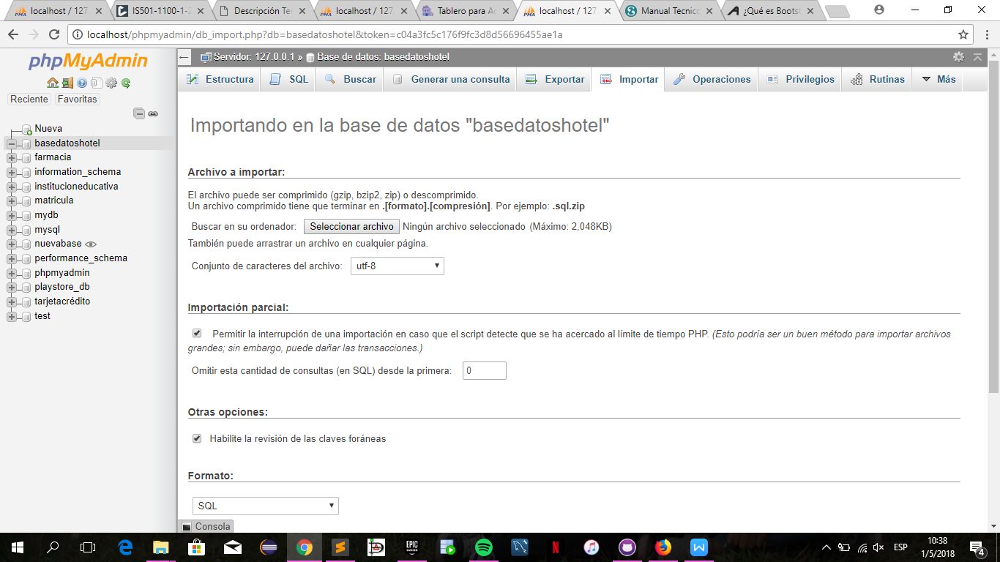 localhost / 127
IS501-1100-1-2
Descripción Te
localhost / 127
Tablero para Ac
localhost / 127
Manual Tecnico
¿Qué es Boots
localhost/phpmyadmin/db_import.php?db=basedatoshotel&token=c04a3fc5c176f9fc3d8d56696455ae1a
phpMyAdmin
Reciente Favoritas
Nueva
basedatoshotel
farmacia
information_schema
institucioneducativa
matricula
mydb
mysql
nuevabase
performance_schema
phpmyadmin
playstore_db
tarjetacrédito
test
Servidor: 127.0.0.1 » Base de datos: basedatoshotel
Estructura SQL Buscar Generar una consulta Exportar Importar Operaciones Privilegios Rutinas Más
Importando en la base de datos "basedatoshotel"
Archivo a importar:
El archivo puede ser comprimido (gzip, bzip2, zip) o descomprimido.
Un archivo comprimido tiene que terminar en .[formato].[compresión]. Por ejemplo: .sql.zip
Buscar en su ordenador: Seleccionar archivo Ningún archivo seleccionado (Máximo: 2,048KB)
También puede arrastrar un archivo en cualquier página.
Conjunto de caracteres del archivo: utf-8
Importación parcial:
Permitir la interrupción de una importación en caso que el script detecte que se ha acercado al límite de tiempo PHP. (Esto podría ser un buen método para importar archivos
grandes; sin embargo, puede dañar las transacciones.)
Omitir esta cantidad de consultas (en SQL) desde la primera: 0
Otras opciones:
Habilite la revisión de las claves foráneas
Formato:
SQL
Consola
EPIC
GAMES
ESP
10:38
1/5/2018
4